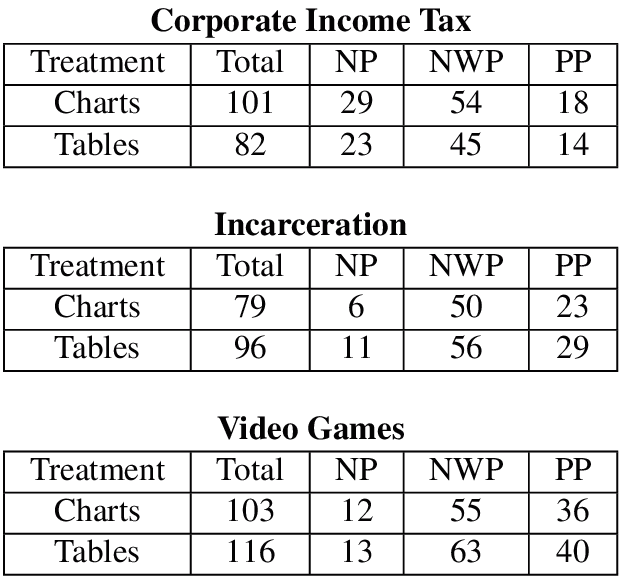 Corporate Income Tax
Treatment Total NP NWP PP
Charts 101 29 54 18
Tables 82 23 45 14
Incarceration
Treatment Total NP NWP PP
Charts 79 6 50 23
Tables 96 11 56 29
Video Games
Treatment Total NP NWP PP
Charts 103 12 55 36
Tables 116 13 63 40